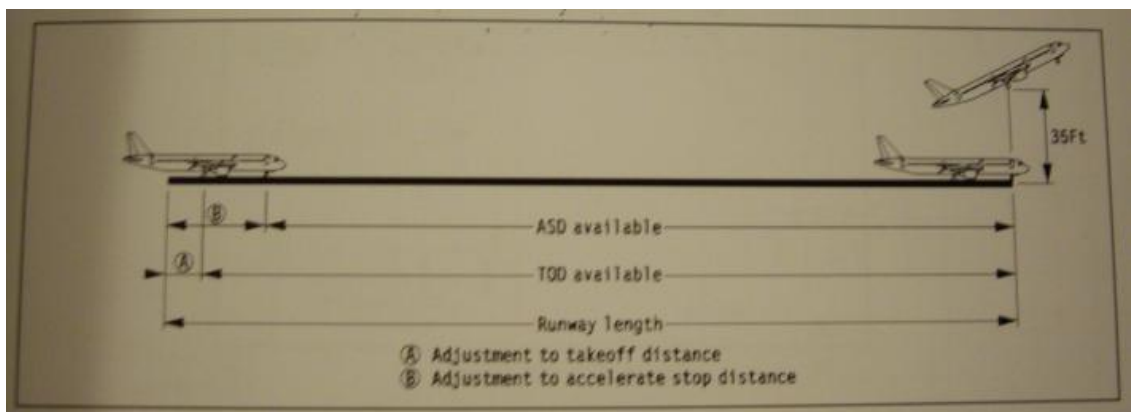 35Ft
Ⓑ
ASD available
Ⓐ
TOD available
Runway length
Ⓐ Adjustment to takeoff distance
Ⓑ Adjustment to accelerate stop distance